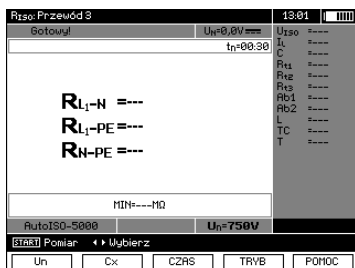 RISO: Przewód 3 13:01
Gotowy! UN=0,0V
tn=00:30
RL1-N =---
RL1-PE =---
RN-PE =---
MIN=---MΩ
UISO =---
IL =---
C =---
Rt1 =---
Rt2 =---
Rt3 =---
Ab1 =---
Ab2 =---
L =---
TC =---
T =---
AutoISO-5000 Un=750V
START Pomiar Wybierz
Un Cx CZAS TRYB POMOC